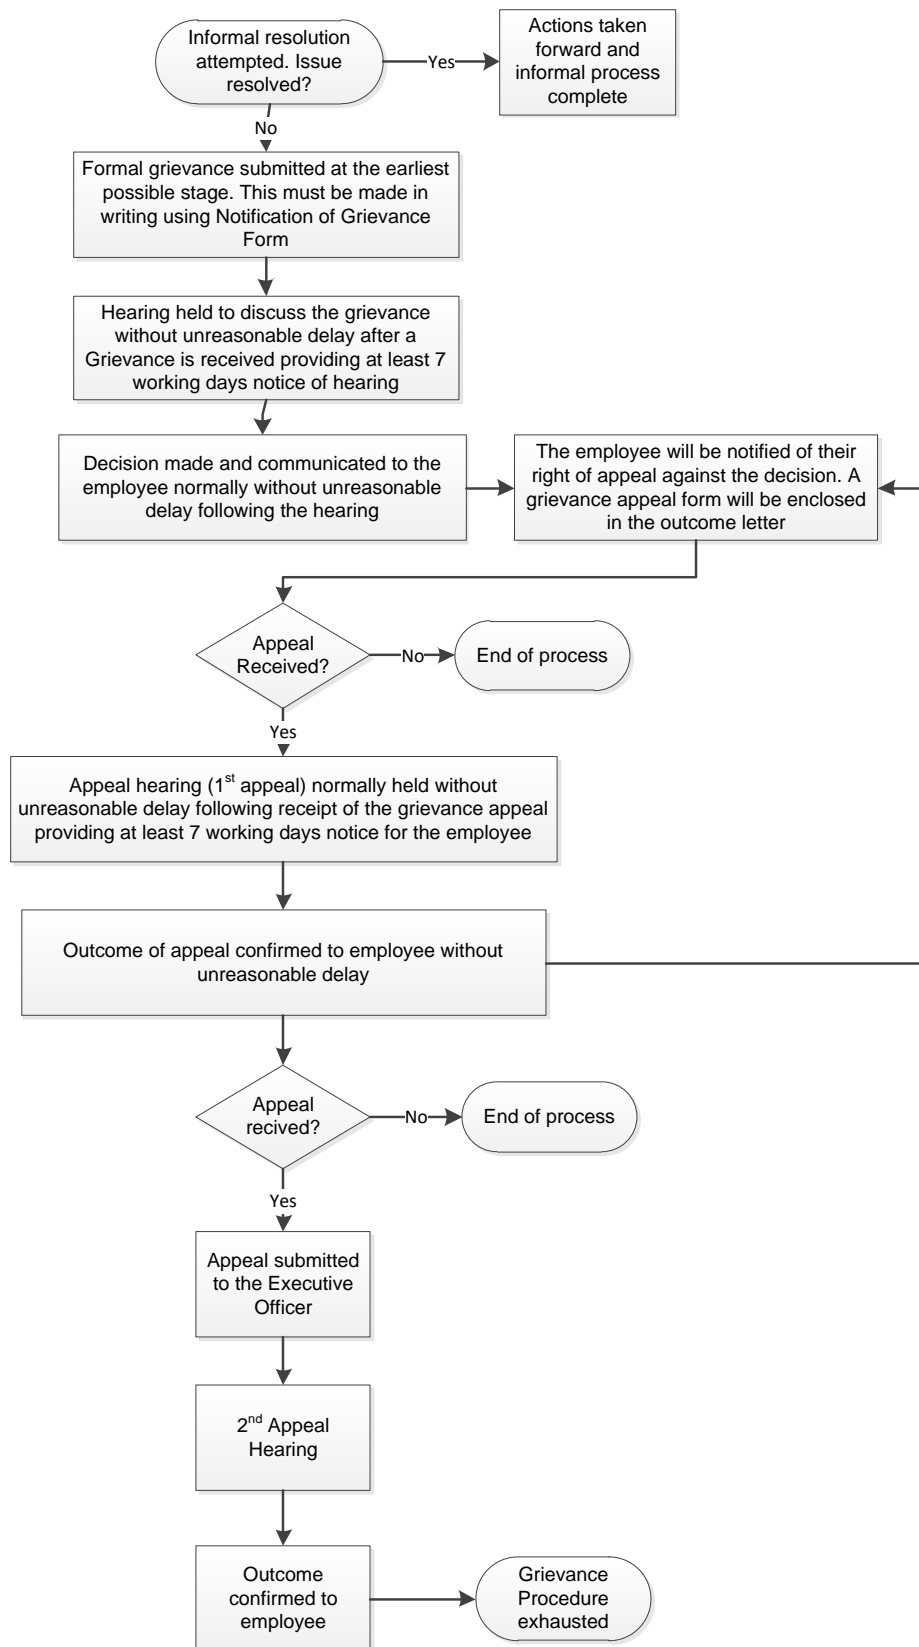 Informal resolution
attempted. Issue
resolved?
Yes
Actions taken
forward and
informal process
complete
No
Formal grievance submitted at the earliest
possible stage. This must be made in
writing using Notification of Grievance
Form
Hearing held to discuss the grievance
without unreasonable delay after a
Grievance is received providing at least 7
working days notice of hearing
Decision made and communicated to the
employee normally without unreasonable
delay following the hearing
The employee will be notified of their
right of appeal against the decision. A
grievance appeal form will be enclosed
in the outcome letter
Appeal
Received?
No
End of process
Yes
Appeal hearing (1st appeal) normally held without
unreasonable delay following receipt of the grievance appeal
providing at least 7 working days notice for the employee
Outcome of appeal confirmed to employee without
unreasonable delay
Appeal
recived?
No
End of process
Yes
Appeal submitted
to the Executive
Officer
2nd Appeal
Hearing
Outcome
confirmed to
employee
Grievance
Procedure
exhausted